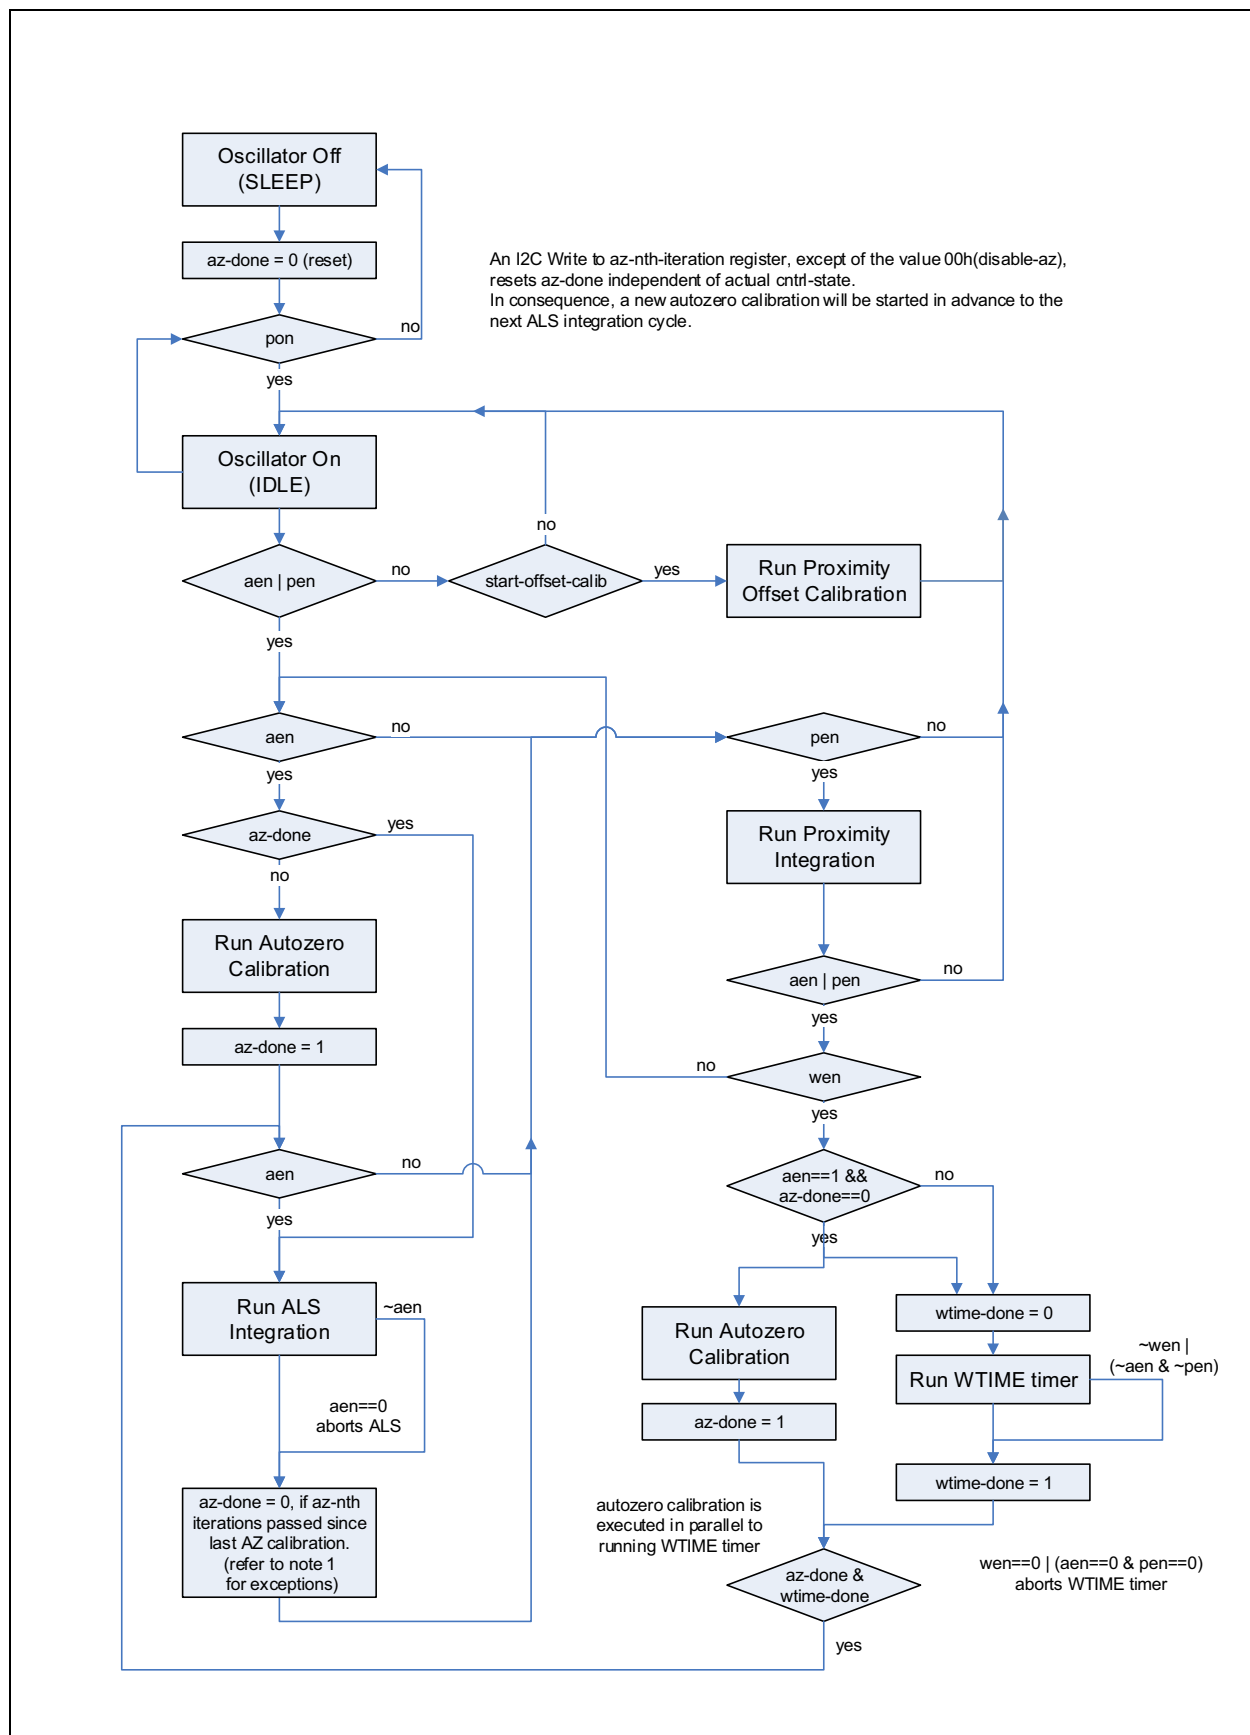 Oscillator Off
(SLEEP)
az-done = 0 (reset)
An I2C Write to az-nth-iteration register, except of the value 00h(disable-az),
resets az-done independent of actual cntrl-state.
In consequence, a new autozero calibration will be started in advance to the
next ALS integration cycle.
pon
no
yes
Oscillator On
(IDLE)
no
aen | pen
no
start-offset-calib
yes
Run Proximity
Offset Calibration
yes
aen
no
pen
no
yes
yes
az-done
yes
Run Proximity
Integration
no
Run Autozero
Calibration
aen | pen
no
yes
az-done = 1
no
wen
yes
aen
no
aen==1 &&
az-done==0
no
yes
yes
Run ALS
Integration
~aen
aen==0
aborts ALS
wtime-done = 0
Run Autozero
Calibration
~wen |
(~aen & ~pen)
Run WTIME timer
az-done = 1
wtime-done = 1
az-done = 0, if az-nth
iterations passed since
last AZ calibration.
(refer to note 1
for exceptions)
autozero calibration is
executed in parallel to
running WTIME timer
az-done &
wtime-done
wen==0 | (aen==0 & pen==0)
aborts WTIME timer
yes